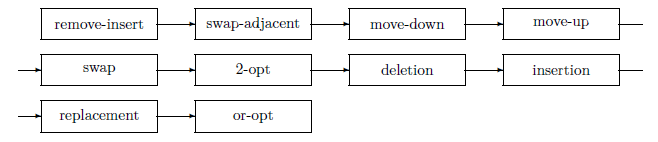 remove-insert swap-adjacent move-down move-up
swap 2-opt deletion insertion
replacement or-opt